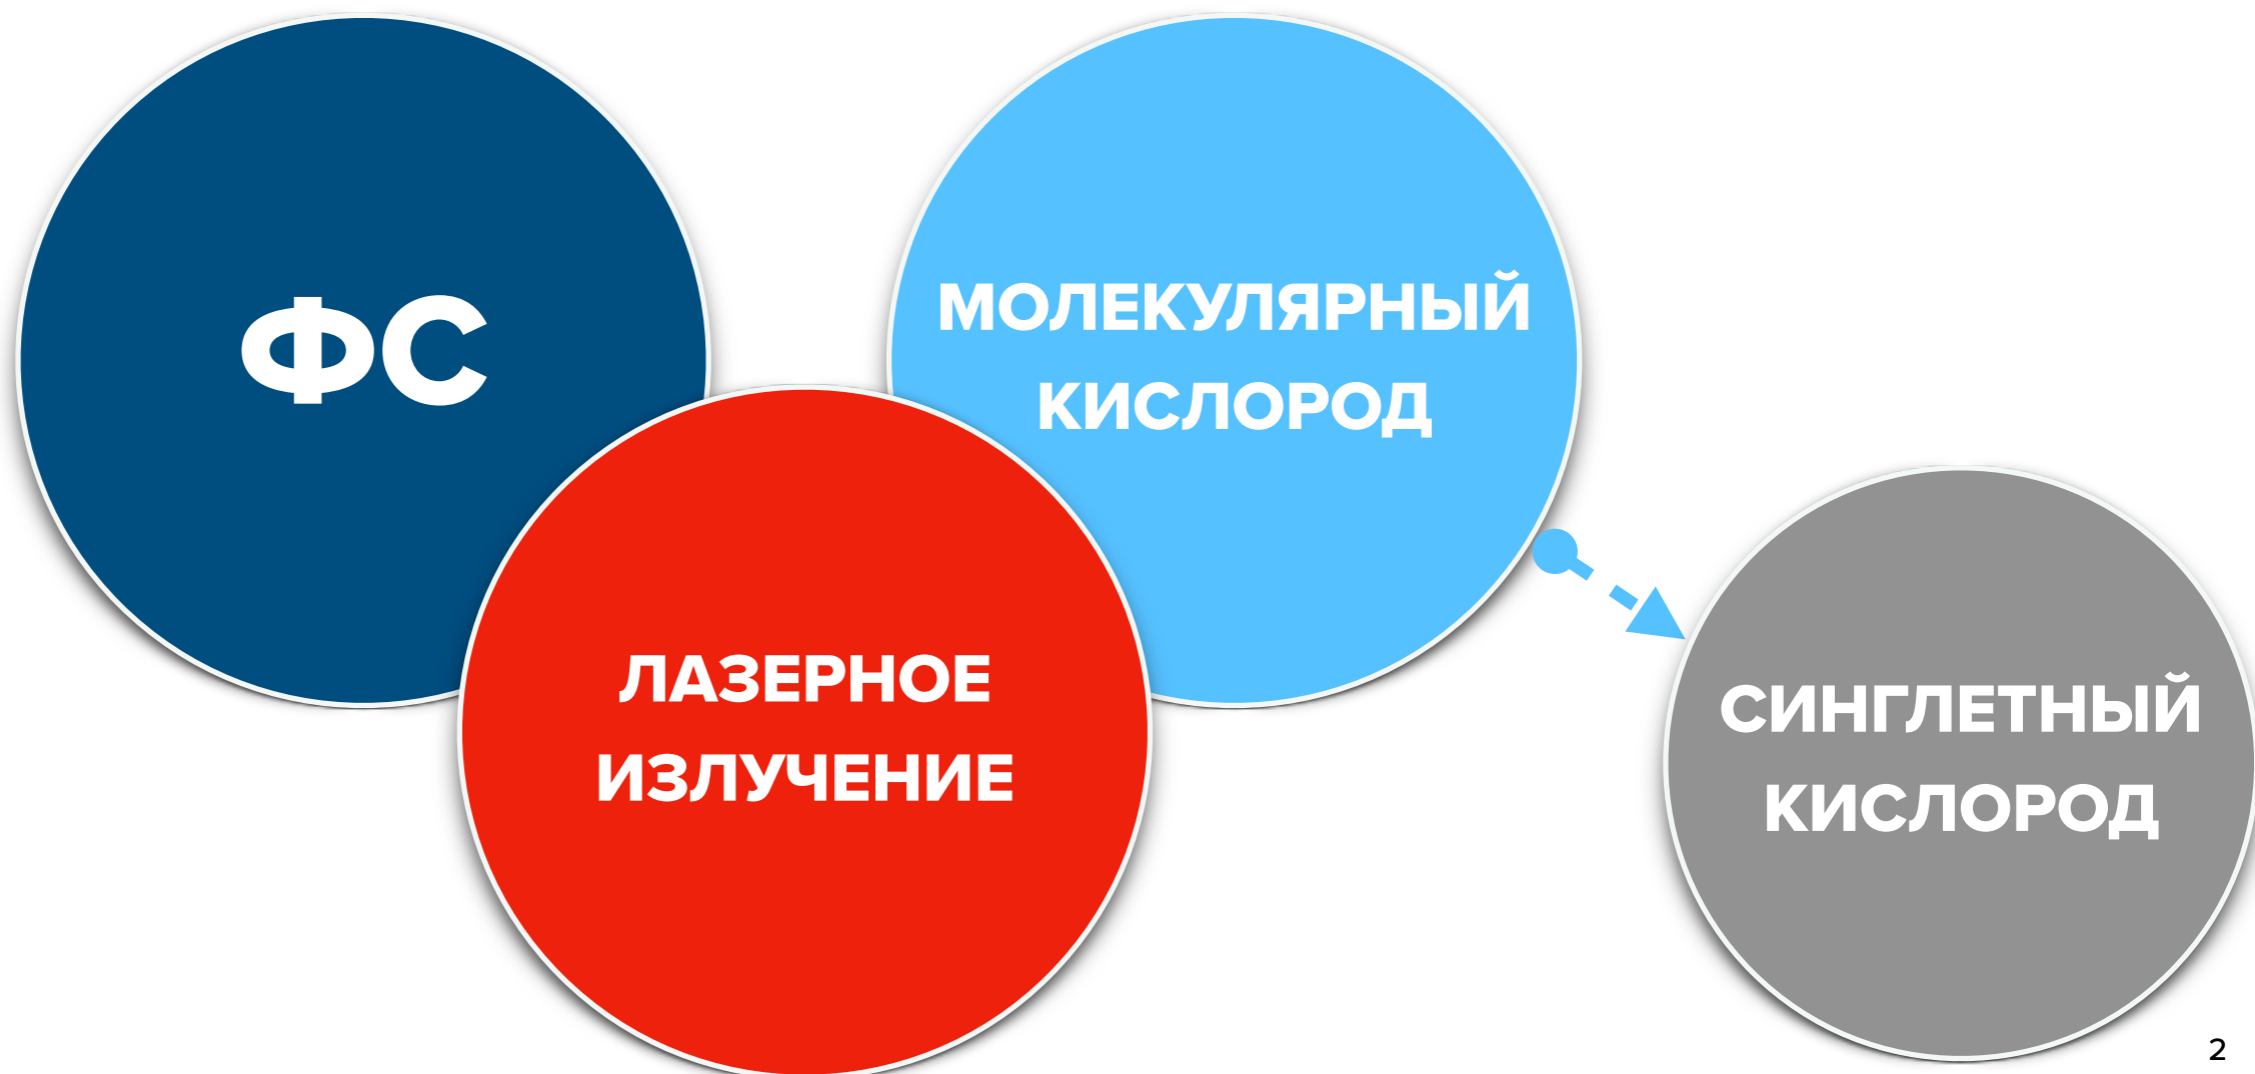 ФС
МОЛЕКУЛЯРНЫЙ
КИСЛОРОД
ЛАЗЕРНОЕ
ИЗЛУЧЕНИЕ
СИНГЛЕТНЫЙ
КИСЛОРОД
2